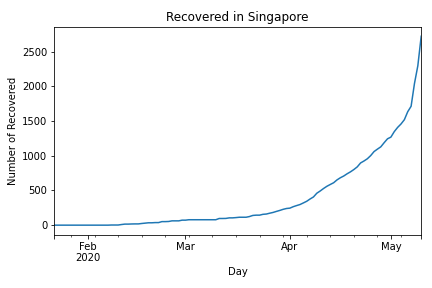 Recovered in Singapore
Number of Recovered
2500
2000
1500
1000
500
0
Feb
2020
Mar
Apr
May
Day